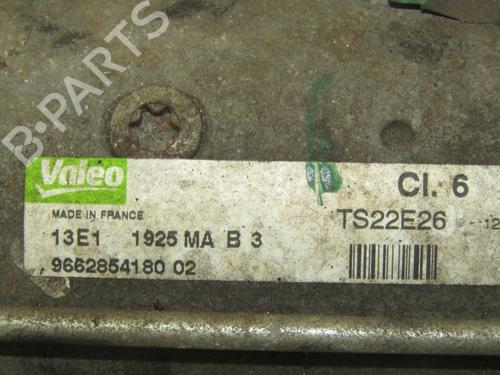 B-PARTS
Valeo
MADE IN FRANCE
13E1 1925 MA B 3
9662854180 02
Cl. 6
TS22E26